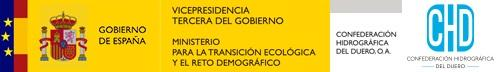 GOBIERNO
DE ESPAÑA
VICEPRESIDENCIA
TERCERA DEL GOBIERNO
MINISTERIO
PARA LA TRANSICIÓN ECOLÓGICA
Y EL RETO DEMOGRÁFICO
CONFEDERACIÓN
HIDROGRÁFICA
DEL DUERO, O. A.
CHD
CONFEDERACIÓN HIDROGRÁFICA
DEL DUERO